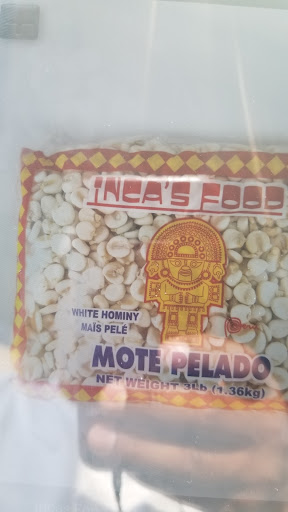 INCA'S FOOD
WHITE HOMINY
MAÏS PELÉ
MOTE PELADO
NET WEIGHT 3Lb (1.36kg)